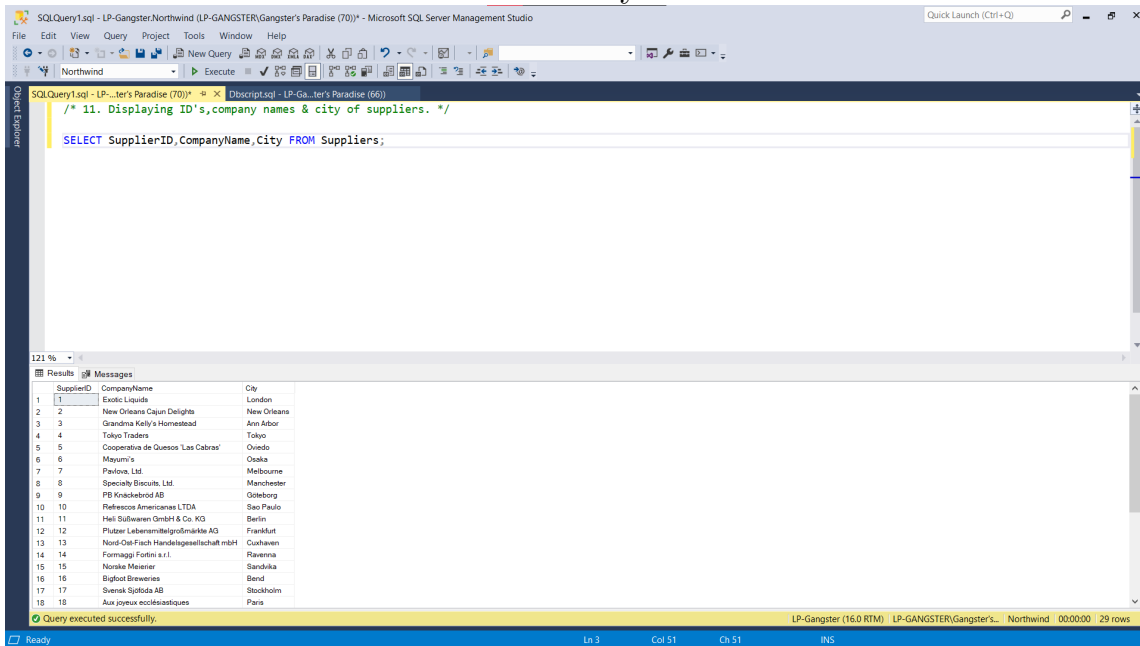 SQLQuery1.sql - LP-Gangster.Northwind (LP-GANGSTER\Gangster's Paradise (70))* - Microsoft SQL Server Management Studio
Quick Launch (Ctrl+Q)
File Edit View Query Project Tools Window Help
New Query
Northwind Execute
SQLQuery1.sql - LP-...ter's Paradise (70))* Dbscript.sql - LP-Ga...ter's Paradise (66))
Object Explorer
/* 11. Displaying ID's,company names & city of suppliers. */
SELECT SupplierID,CompanyName,City FROM Suppliers;
121 %
Results Messages
SupplierID CompanyName City
1 1 Exotic Liquids London
2 2 New Orleans Cajun Delights New Orleans
3 3 Grandma Kelly's Homestead Ann Arbor
4 4 Tokyo Traders Tokyo
5 5 Cooperativa de Quesos 'Las Cabras' Oviedo
6 6 Mayumi's Osaka
7 7 Pavlova, Ltd. Melbourne
8 8 Specialty Biscuits, Ltd. Manchester
9 9 PB Knäckebröd AB Göteborg
10 10 Refrescos Americanas LTDA Sao Paulo
11 11 Heli Süßwaren GmbH & Co. KG Berlin
12 12 Plutzer Lebensmittelgroßmärkte AG Frankfurt
13 13 Nord-Ost-Fisch Handelsgesellschaft mbH Cuxhaven
14 14 Formaggi Fortini s.r.l. Ravenna
15 15 Norske Meierier Sandvika
16 16 Bigfoot Breweries Bend
17 17 Svensk Sjöföda AB Stockholm
18 18 Aux joyeux ecclésiastiques Paris
Query executed successfully. LP-Gangster (16.0 RTM) LP-GANGSTER\Gangster's... Northwind 00:00:00 29 rows
Ready Ln 3 Col 51 Ch 51 INS